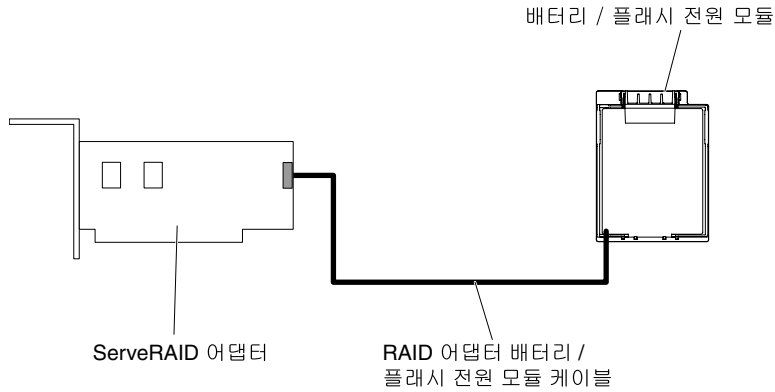 배터리 / 플래시 전원 모듈
ServeRAID 어댑터
RAID 어댑터 배터리 /
플래시 전원 모듈 케이블